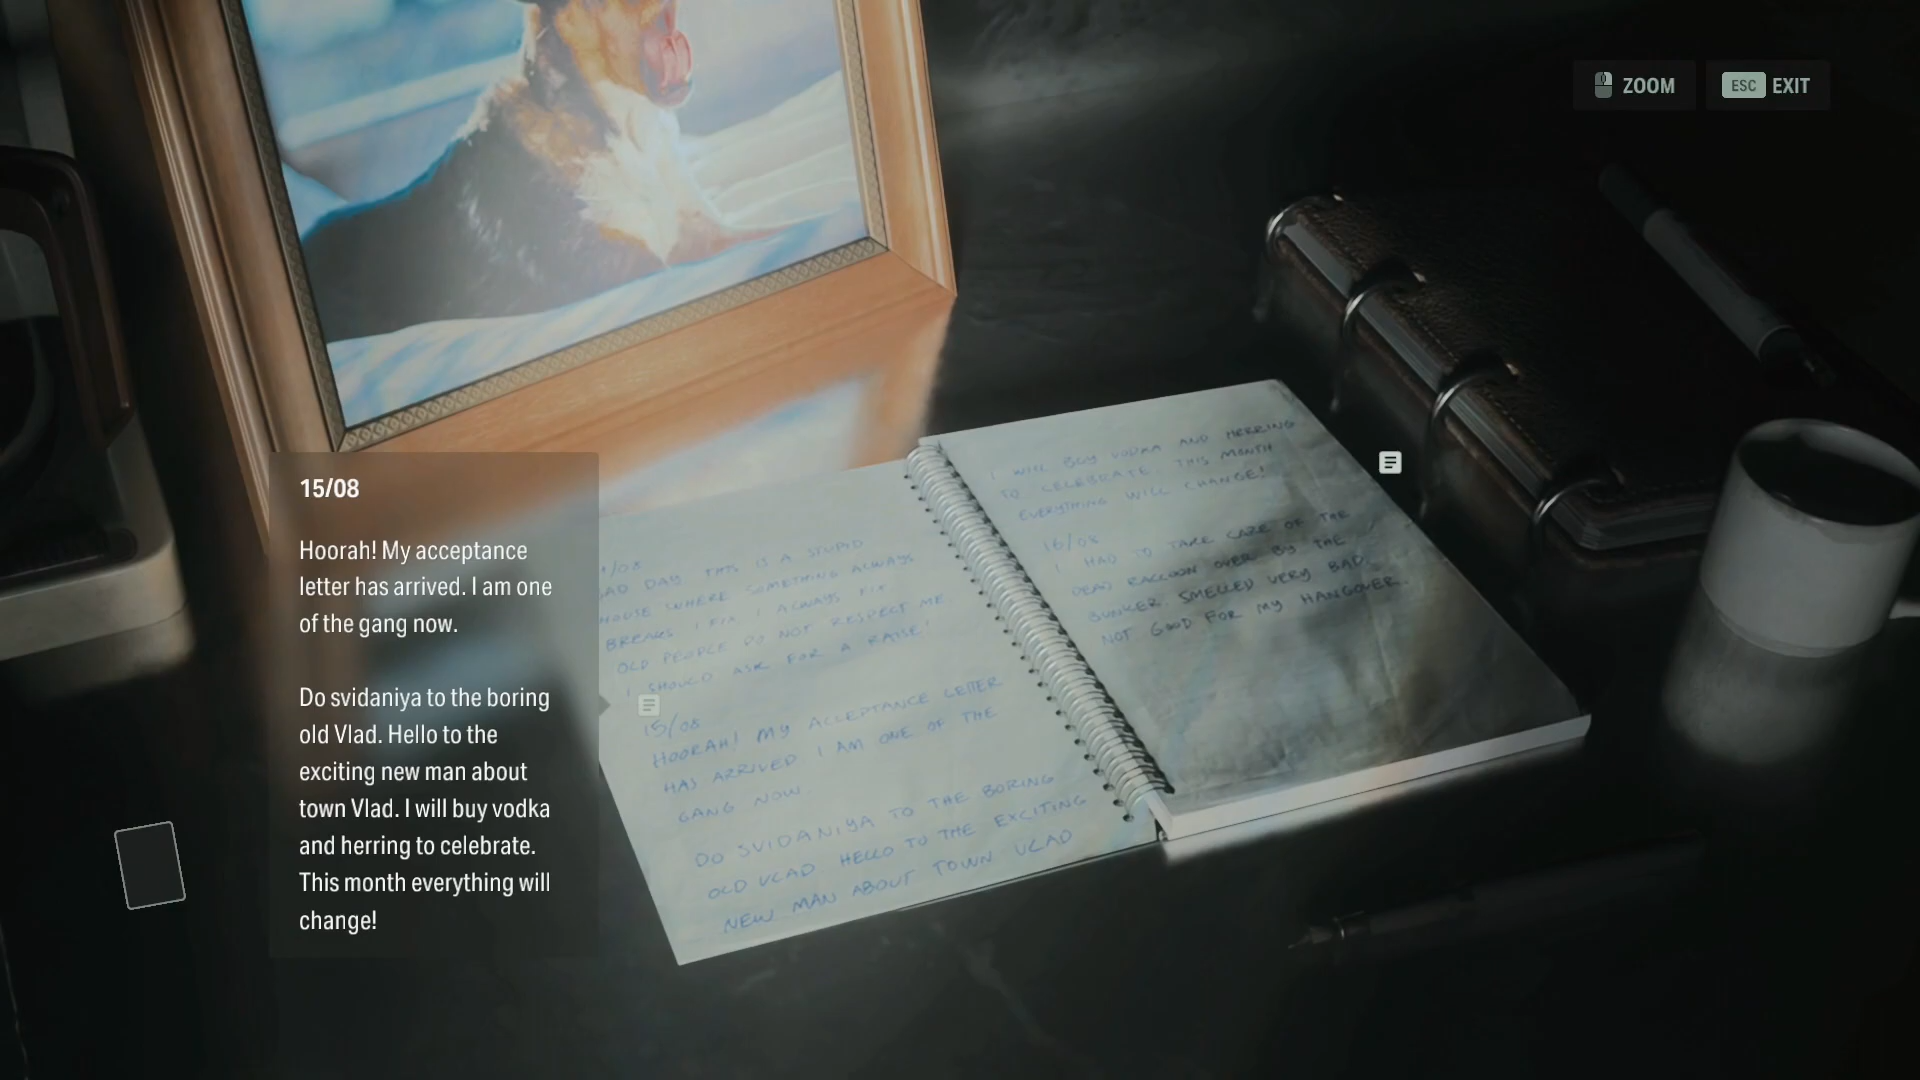 ZOOM
ESC EXIT
15/08
Hoorah! My acceptance
letter has arrived. I am one
of the gang now.
Do svidaniya to the boring
old Vlad. Hello to the
exciting new man about
town Vlad. I will buy vodka
and herring to celebrate.
This month everything will
change!
/08
AD DAY THIS IS A STUPID
HOUSE WHERE SOMETHING ALWAYS
BREAKS I FIX I ALWAYS FIX
OLD PEOPLE DO NOT RESPECT ME
I SHOULD ASK FOR A RAISE!
15/08
HOORAH! MY ACCEPTANCE LETTER
HAS ARRIVED I AM ONE OF THE
GANG NOW.
DO SVIDANIYA TO THE BORING
OLD VLAD HELLO TO THE EXCITING
NEW MAN ABOUT TOWN VLAD
I WILL BUY VODKA AND HERRING
TO CELEBRATE. THIS MONTH
EVERYTHING WILL CHANGE!
16/08
I HAD TO TAKE CARE OF THE
DEAD RACCOON OVER BY THE
BUNKER. SMELLED VERY BAD.
NOT GOOD FOR MY HANGOVER.